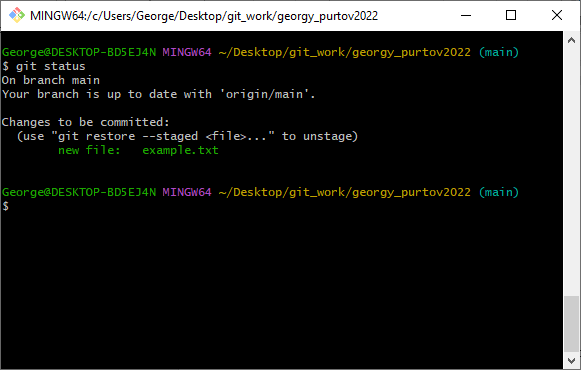 MINGW64:/c/Users/George/Desktop/git_work/georgy_purtov2022
George@DESKTOP-BD5EJ4N MINGW64 ~/Desktop/git_work/georgy_purtov2022 (main)
$ git status
On branch main
Your branch is up to date with 'origin/main'.
Changes to be committed:
  (use "git restore --staged <file>..." to unstage)
        new file:   example.txt
George@DESKTOP-BD5EJ4N MINGW64 ~/Desktop/git_work/georgy_purtov2022 (main)
$